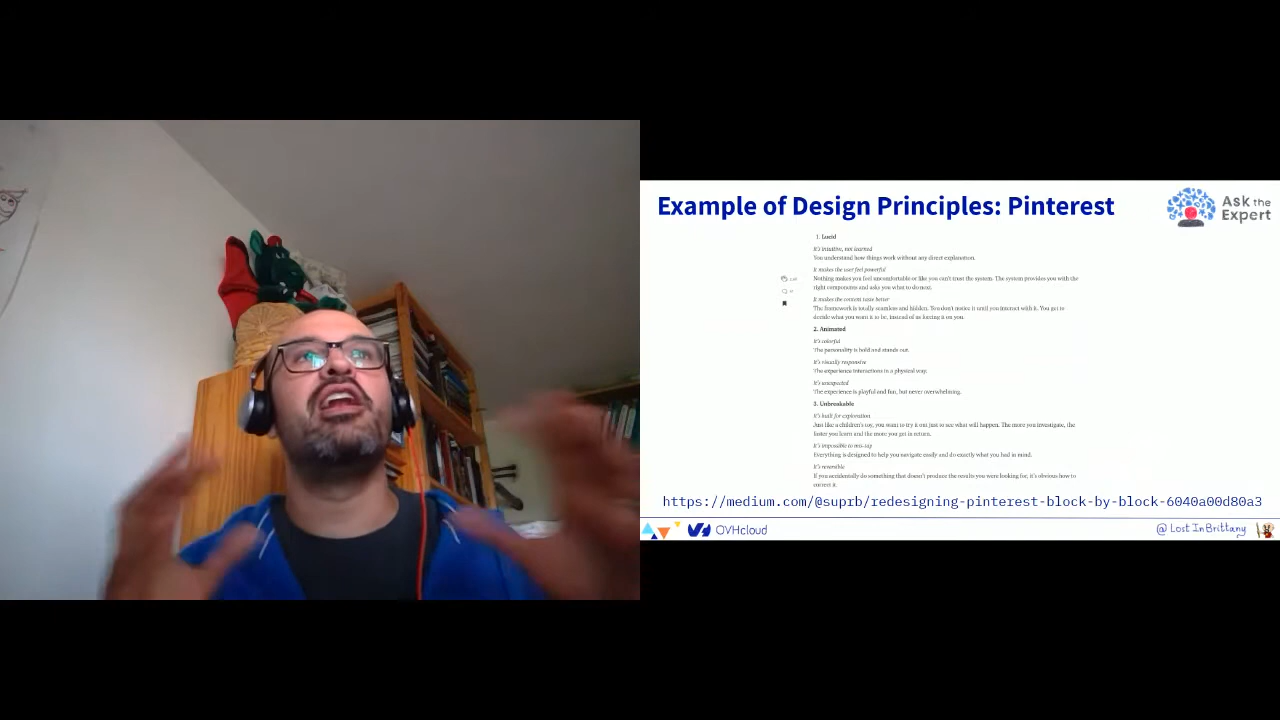 Example of Design Principles: Pinterest
Ask the
Expert
1. Lucid
It's intuitive, not learned
You understand how things work without any direct explanation.
It makes the user feel powerful
Nothing makes you feel uncomfortable or like you can't trust the system. The system provides you with the
right components and asks you what to do next.
It makes the content taste better
The framework is totally seamless and hidden. You don't notice it until you interact with it. You get to
decide what you want it to be, instead of us forcing it on you.
2. Animated
It's colorful
The personality is bold and stands out.
It's visually responsive
The experience interactions in a physical way.
It's unexpected
The experience is playful and fun, but never overwhelming.
3. Unbreakable
It's built for exploration
Just like a children's toy, you want to try it out just to see what will happen. The more you investigate, the
faster you learn and the more you get in return.
It's impossible to mis-tap
Everything is designed to help you navigate easily and do exactly what you had in mind.
It's reversible
If you accidentally do something that doesn't produce the results you were looking for, it's obvious how to
correct it.
https://medium.com/@suprb/redesigning-pinterest-block-by-block-6040a00d80a3
OVHcloud
@LostInBrittany